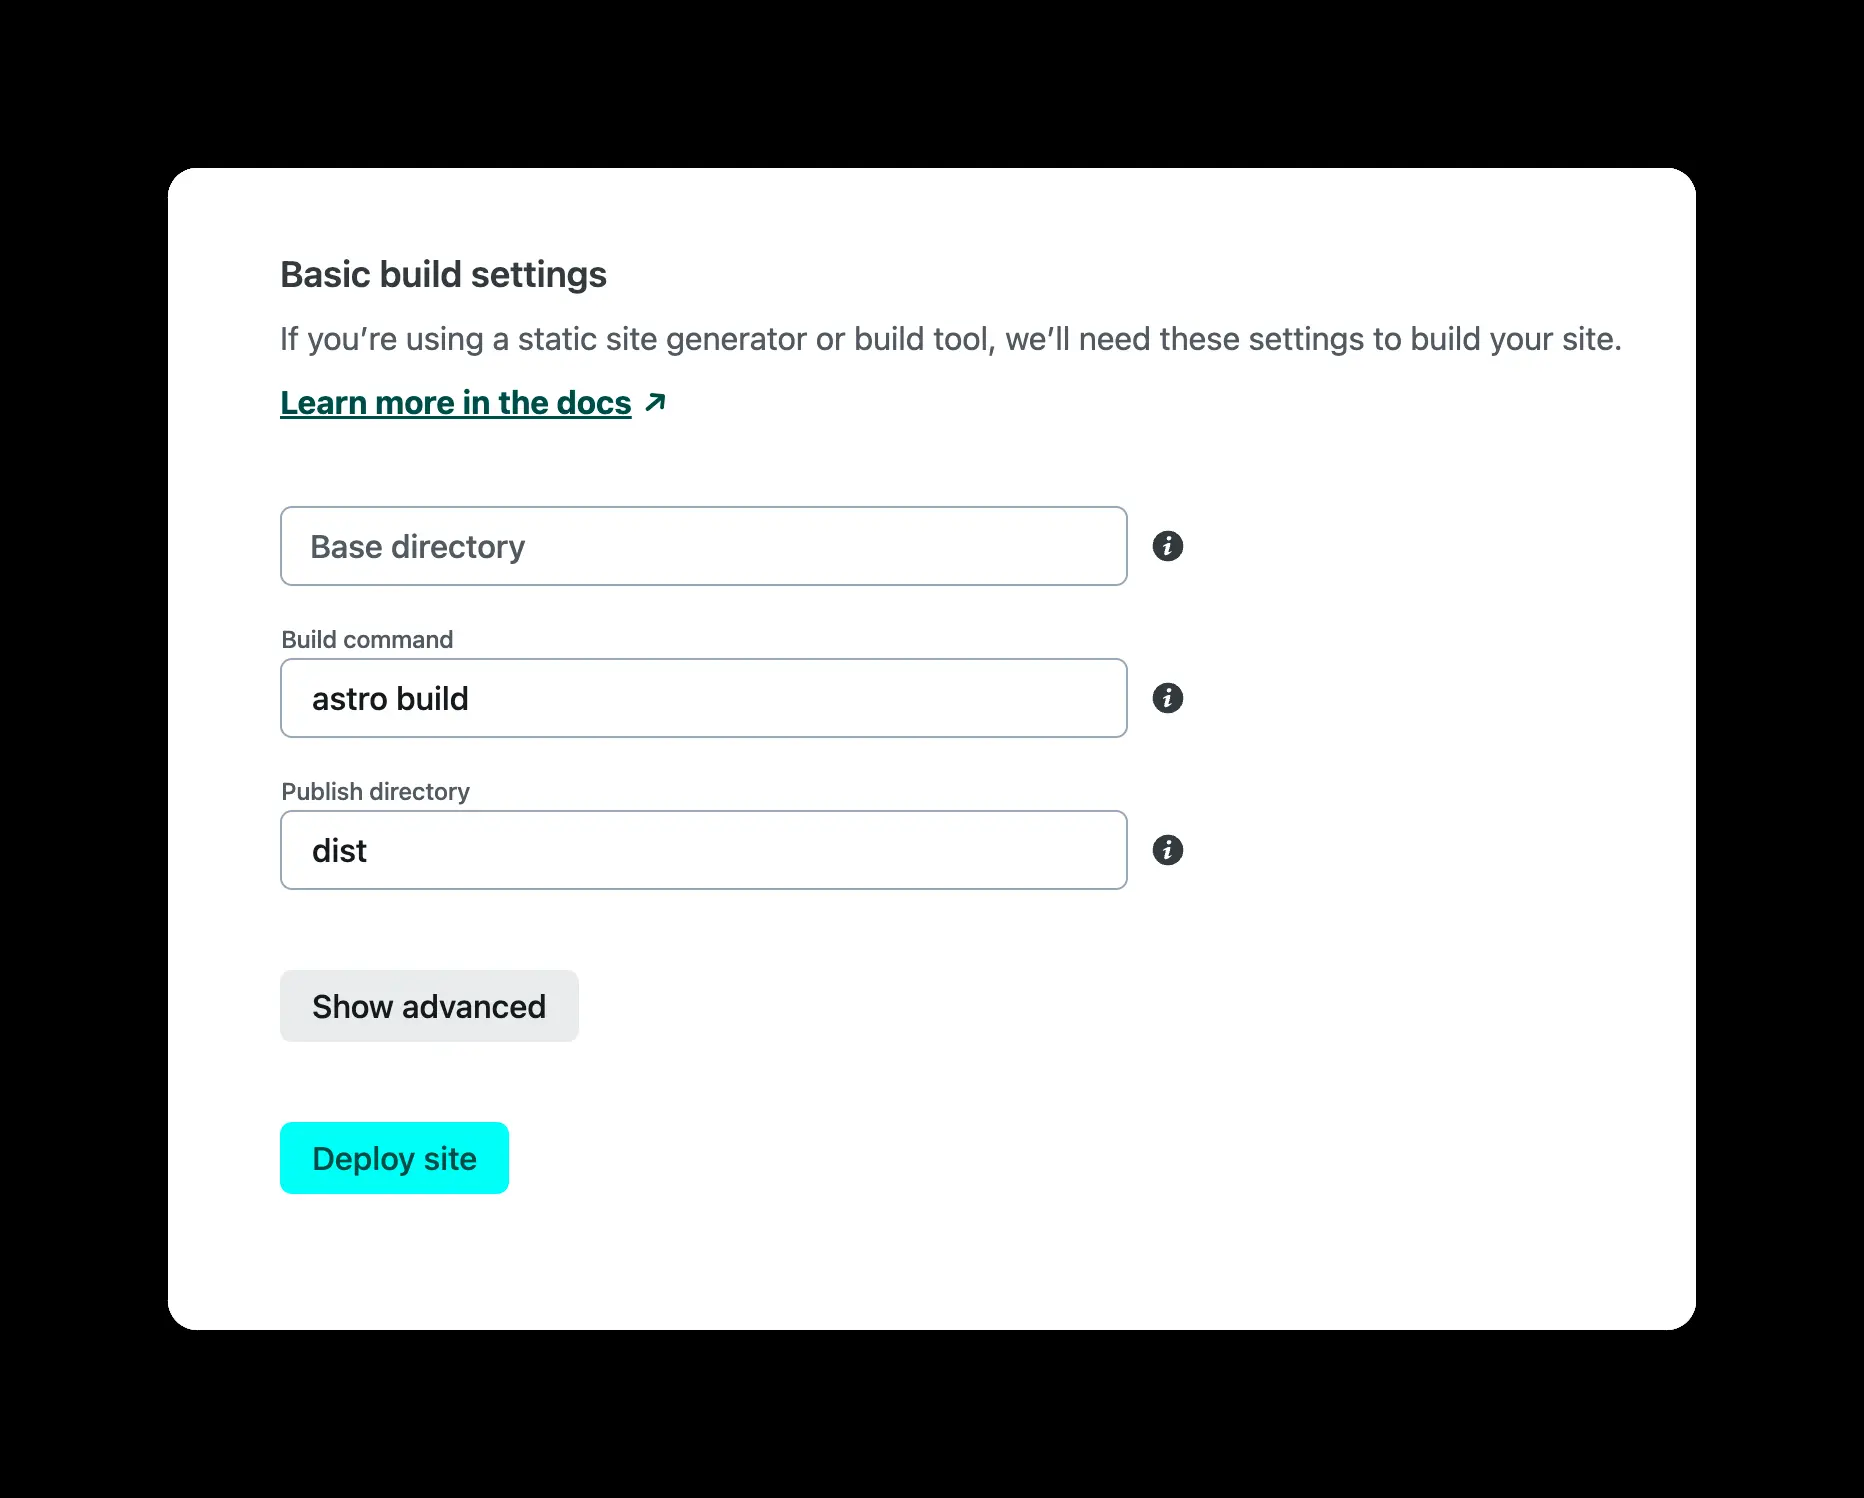 Basic build settings
If you’re using a static site generator or build tool, we’ll need these settings to build your site.
Learn more in the docs ↗
Base directory
Build command
astro build
Publish directory
dist
Show advanced
Deploy site